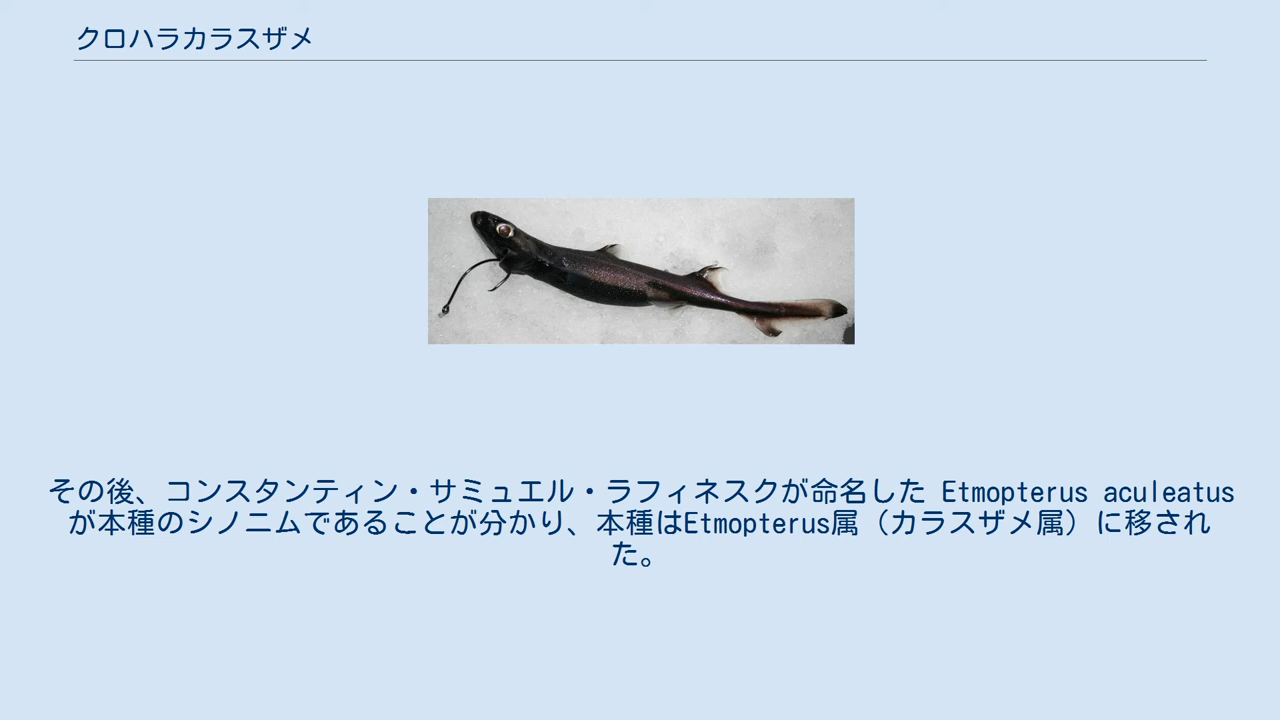 クロハラカラスザメ
その後、コンスタンティン・サミュエル・ラフィネスクが命名した Etmopterus aculeatus
が本種のシノニムであることが分かり、本種はEtmopterus属（カラスザメ属）に移され
た。